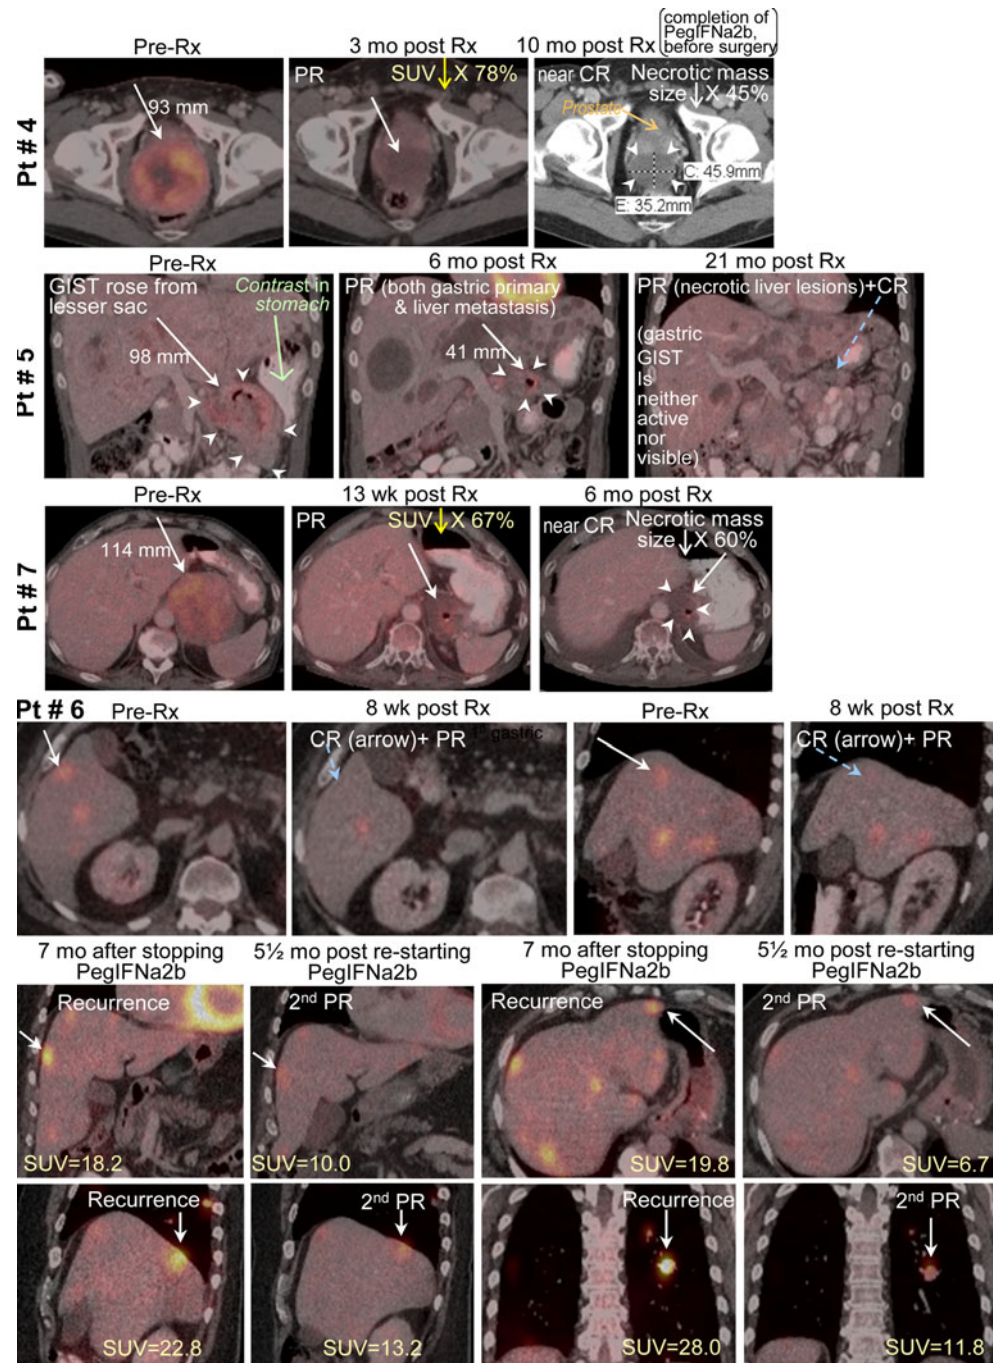 Pre-Rx
3 mo post Rx
10 mo post Rx
completion of
PegIFNa2b,
before surgery
Pt # 4
93 mm
PR
SUV ↓ X 78%
near CR
Necrotic mass
size ↓ X 45%
Prostate
C: 45.9mm
E: 35.2mm
Pre-Rx
6 mo post Rx
21 mo post Rx
Pt # 5
GIST rose from
lesser sac
Contrast in
stomach
98 mm
PR (both gastric primary
& liver metastasis)
41 mm
PR (necrotic liver lesions)+CR
(gastric
GIST
Is
neither
active
nor
visible)
Pre-Rx
13 wk post Rx
6 mo post Rx
Pt # 7
114 mm
PR
SUV ↓ X 67%
near CR
Necrotic mass
size ↓ X 60%
Pt # 6
Pre-Rx
8 wk post Rx
Pre-Rx
8 wk post Rx
gastric
CR (arrow)+ PR
CR (arrow)+ PR
7 mo after stopping
PegIFNa2b
5½ mo post re-starting
PegIFNa2b
7 mo after stopping
PegIFNa2b
5½ mo post re-starting
PegIFNa2b
Recurrence
2nd PR
Recurrence
2nd PR
SUV=18.2
SUV=10.0
SUV=19.8
SUV=6.7
Recurrence
2nd PR
Recurrence
2nd PR
SUV=22.8
SUV=13.2
SUV=28.0
SUV=11.8